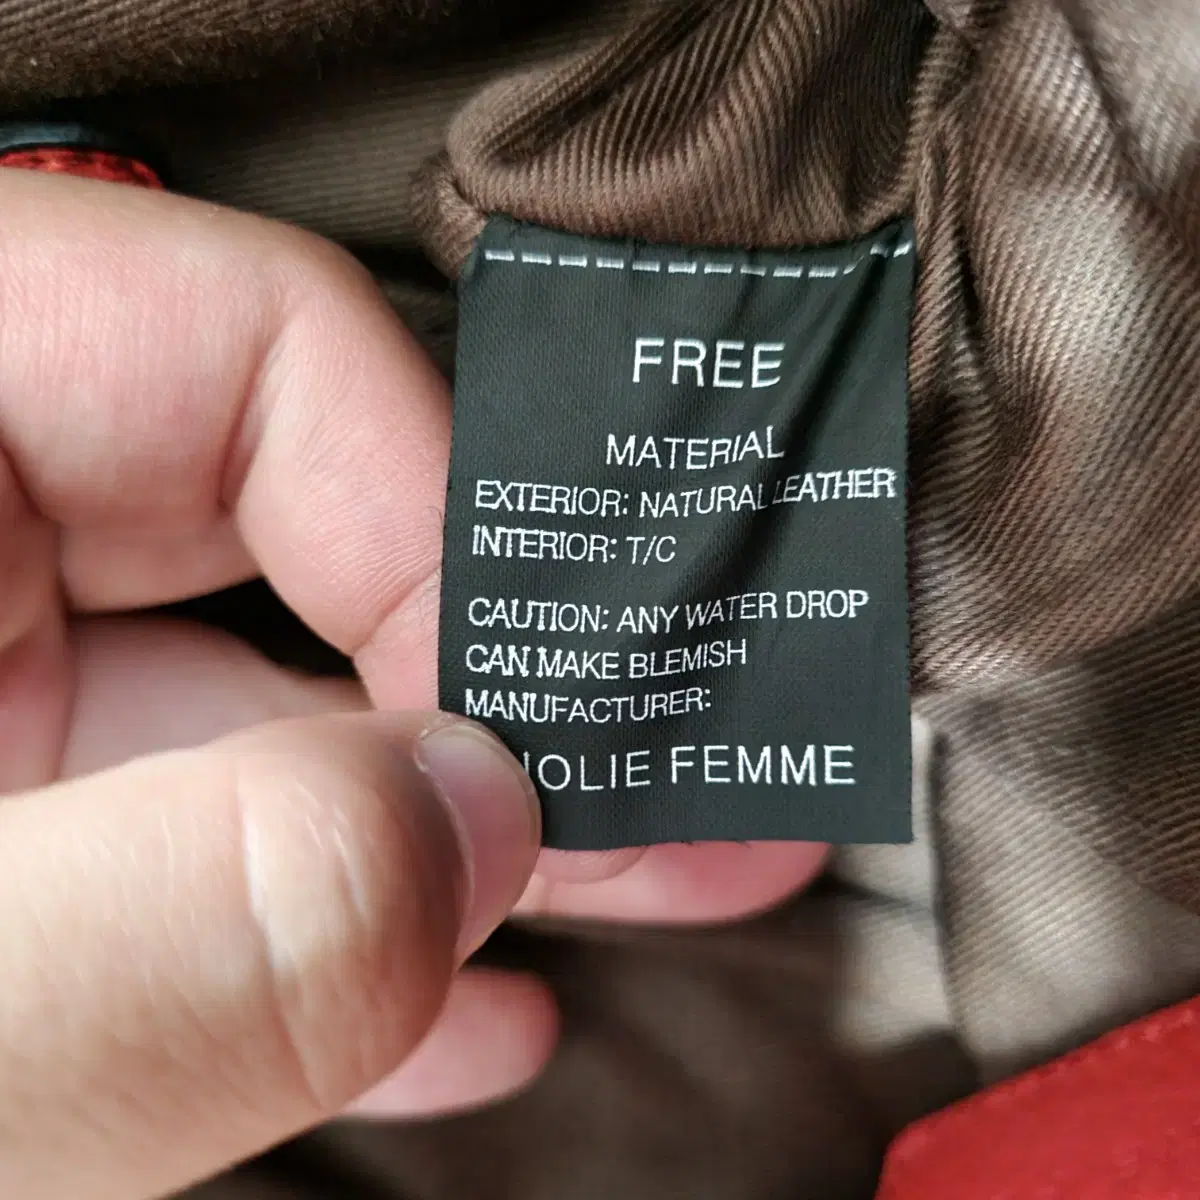 FREE
MATERIAL
EXTERIOR: NATURAL LEATHER
INTERIOR: T/C
CAUTION: ANY WATER DROP
CAN MAKE BLEMISH
MANUFACTURER:
JOLIE FEMME